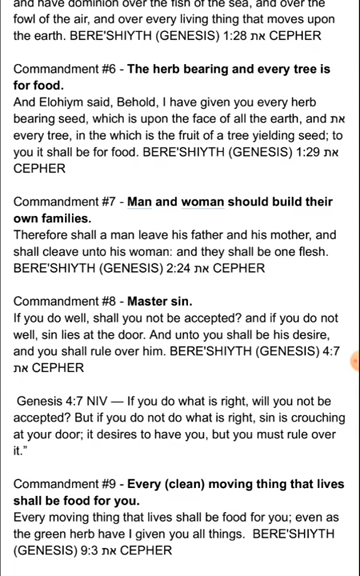 and have dominion over the fish of the sea, and over the
fowl of the air, and over every living thing that moves upon
the earth. BERE'SHIYTH (GENESIS) 1:28 את CEPHER
Commandment #6 - The herb bearing and every tree is
for food.
And Elohiym said, Behold, I have given you every herb
bearing seed, which is upon the face of all the earth, and את
every tree, in the which is the fruit of a tree yielding seed; to
you it shall be for food. BERE'SHIYTH (GENESIS) 1:29 את
CEPHER
Commandment #7 - Man and woman should build their
own families.
Therefore shall a man leave his father and his mother, and
shall cleave unto his woman: and they shall be one flesh.
BERE'SHIYTH (GENESIS) 2:24 את CEPHER
Commandment #8 - Master sin.
If you do well, shall you not be accepted? and if you do not
well, sin lies at the door. And unto you shall be his desire,
and you shall rule over him. BERE'SHIYTH (GENESIS) 4:7
את CEPHER
Genesis 4:7 NIV — If you do what is right, will you not be
accepted? But if you do not do what is right, sin is crouching
at your door; it desires to have you, but you must rule over
it.”
Commandment #9 - Every (clean) moving thing that lives
shall be food for you.
Every moving thing that lives shall be food for you; even as
the green herb have I given you all things. BERE'SHIYTH
(GENESIS) 9:3 את CEPHER